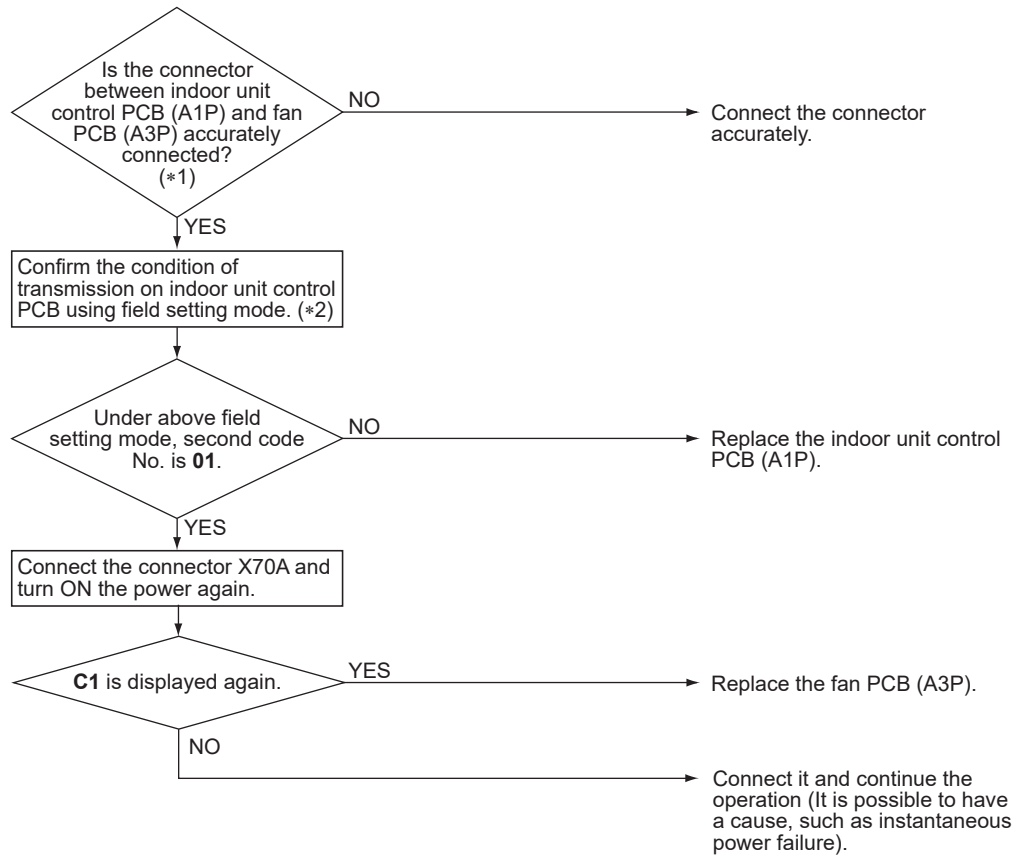 Is the connector
between indoor unit
control PCB (A1P) and fan
PCB (A3P) accurately
connected?
(*1)
NO
Connect the connector
accurately.
YES
Confirm the condition of
transmission on indoor unit control
PCB using field setting mode. (*2)
Under above field
setting mode, second code
No. is 01.
NO
Replace the indoor unit control
PCB (A1P).
YES
Connect the connector X70A and
turn ON the power again.
C1 is displayed again.
YES
Replace the fan PCB (A3P).
NO
Connect it and continue the
operation (It is possible to have
a cause, such as instantaneous
power failure).